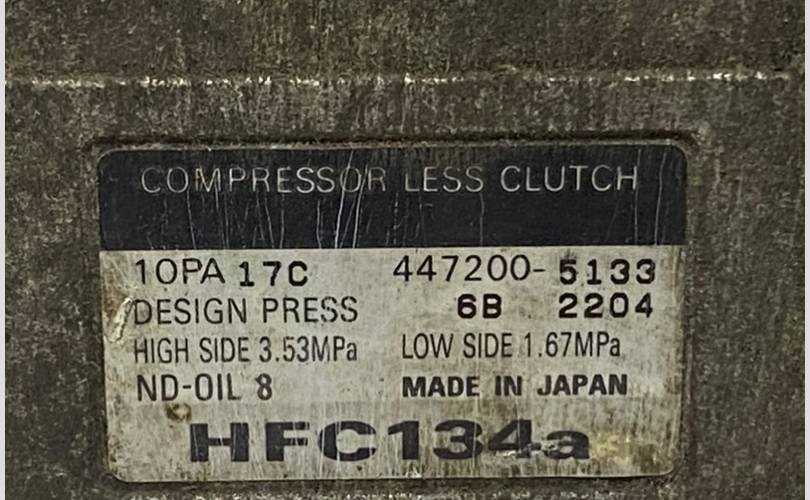 COMPRESSOR LESS CLUTCH
10PA 17C 447200-5133
DESIGN PRESS 6B 2204
HIGH SIDE 3.53MPa LOW SIDE 1.67MPa
ND-OIL 8 MADE IN JAPAN
HFC134a